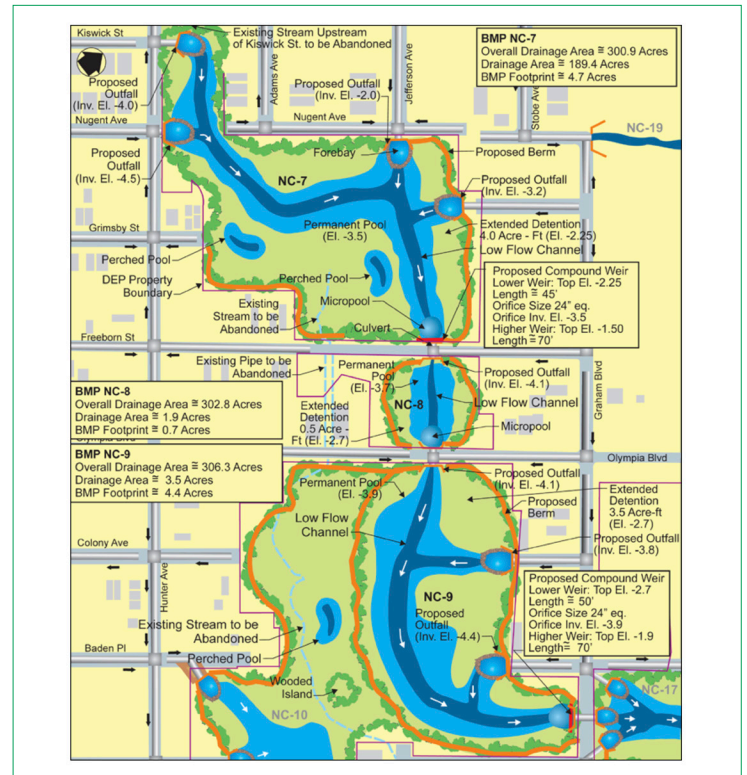 Kiswick St
Existing Stream Upstream
of Kiswick St. to be Abandoned
Adams Ave
Jefferson Ave
BMP NC-7
Overall Drainage Area ≅ 300.9 Acres
Drainage Area ≅ 189.4 Acres
BMP Footprint ≅ 4.7 Acres
Proposed
Outfall
(Inv. El. -4.0)
Proposed Outfall
(Inv. El. -2.0)
Stobe Ave
Nugent Ave
Nugent Ave
NC-19
Proposed
Outfall
(Inv. El. -4.5)
Forebay
Proposed Berm
NC-7
Proposed Outfall
(Inv. El. -3.2)
Grimsby St
Permanent Pool
(El. -3.5)
Extended Detention
4.0 Acre - Ft (El. -2.25)
Low Flow Channel
Perched Pool
DEP Property
Boundary
Perched Pool
Proposed Compound Weir
Lower Weir: Top El. -2.25
Length ≅ 45'
Orifice Size 24" eq.
Orifice Inv. El. -3.5
Higher Weir: Top El. -1.50
Length ≅ 70'
Micropool
Existing
Stream to be
Abandoned
Culvert
Freeborn St
Existing Pipe to be
Abandoned
Permanent
Pool
(El. -3.7)
Proposed Outfall
(Inv. El. -4.1)
Graham Blvd
BMP NC-8
Overall Drainage Area ≅ 302.8 Acres
Drainage Area ≅ 1.9 Acres
BMP Footprint ≅ 0.7 Acres
NC-8
Low Flow Channel
Extended
Detention
0.5 Acre -
Ft (El. -2.7)
Micropool
Olympia Blvd
Olympia Blvd
BMP NC-9
Overall Drainage Area ≅ 306.3 Acres
Drainage Area ≅ 3.5 Acres
BMP Footprint ≅ 4.4 Acres
Proposed Outfall
(Inv. El. -4.1)
Permanent Pool
(El. -3.9)
Proposed
Berm
Extended
Detention
3.5 Acre-ft
(El. -2.7)
Low Flow
Channel
Proposed Outfall
(Inv. El. -3.8)
Colony Ave
Hunter Ave
Proposed Compound Weir
Lower Weir: Top El. -2.7
Length ≅ 50'
Orifice Size 24" eq.
Orifice Inv. El. -3.9
Higher Weir: Top El. -1.9
Length≅ 70'
NC-9
Proposed
Outfall
(Inv. El. -4.4)
Existing Stream to be
Abandoned
Baden Pl
Perched Pool
Wooded
Island
NC-17
NC-10